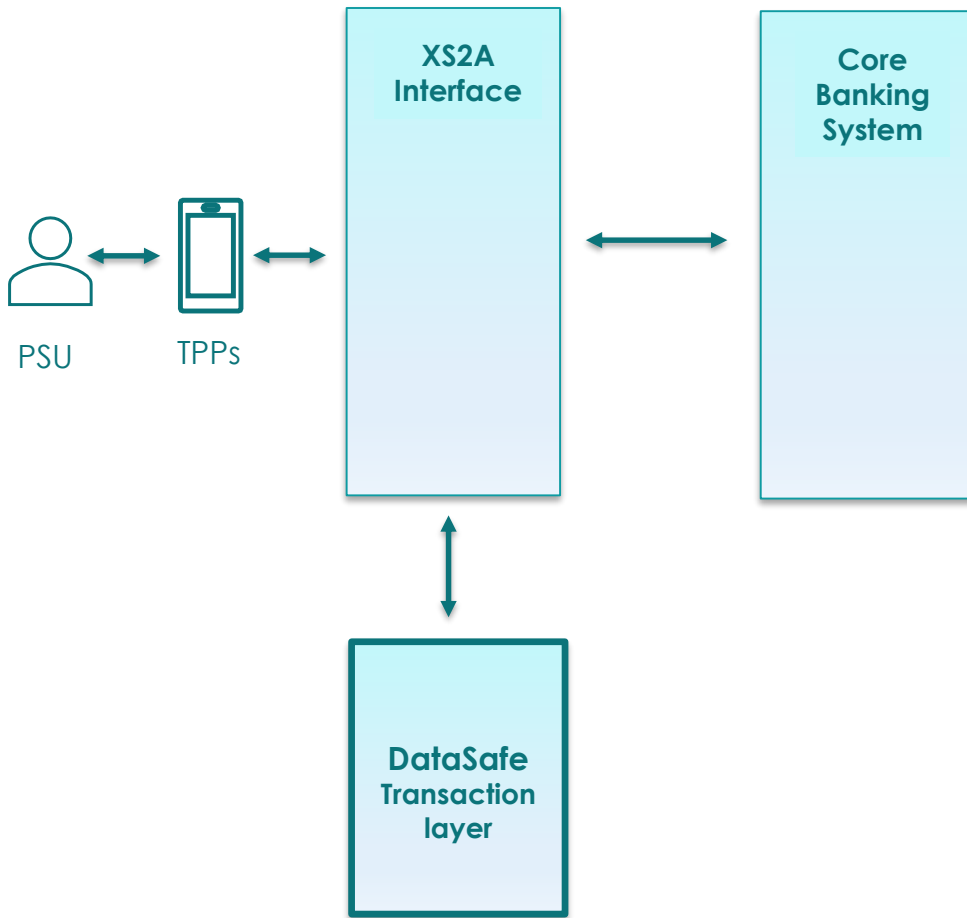 XS2A
Interface
Core
Banking
System
PSU
TPPs
DataSafe
Transaction
layer